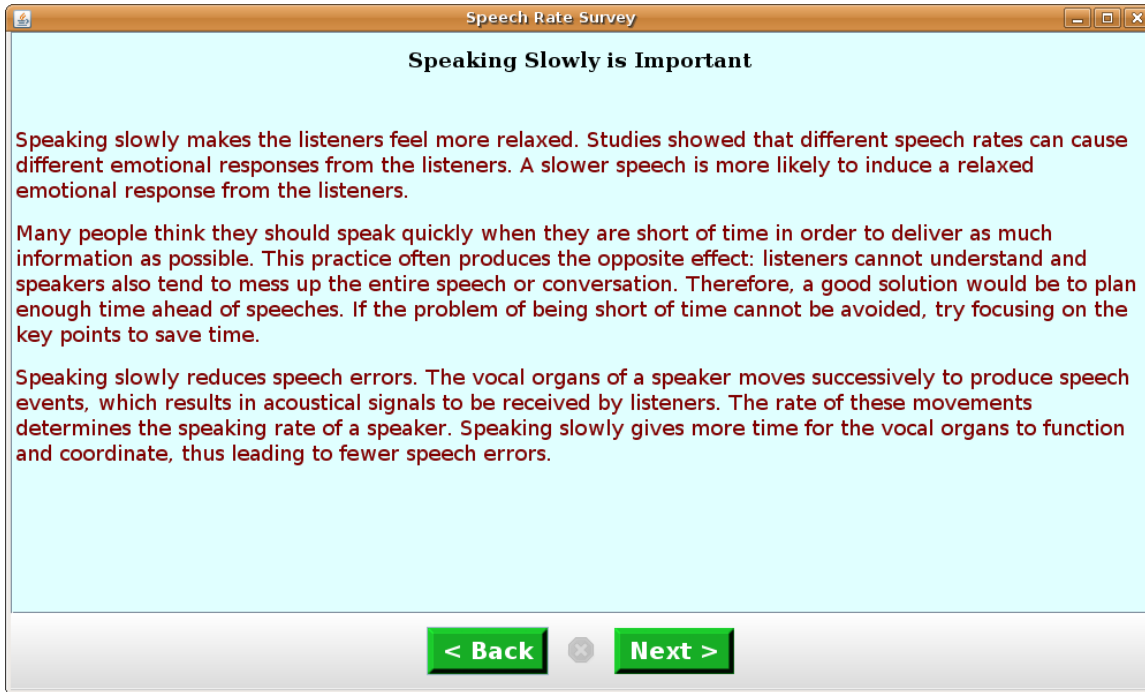 Speech Rate Survey
Speaking Slowly is Important
Speaking slowly makes the listeners feel more relaxed. Studies showed that different speech rates can cause
different emotional responses from the listeners. A slower speech is more likely to induce a relaxed
emotional response from the listeners.
Many people think they should speak quickly when they are short of time in order to deliver as much
information as possible. This practice often produces the opposite effect: listeners cannot understand and
speakers also tend to mess up the entire speech or conversation. Therefore, a good solution would be to plan
enough time ahead of speeches. If the problem of being short of time cannot be avoided, try focusing on the
key points to save time.
Speaking slowly reduces speech errors. The vocal organs of a speaker moves successively to produce speech
events, which results in acoustical signals to be received by listeners. The rate of these movements
determines the speaking rate of a speaker. Speaking slowly gives more time for the vocal organs to function
and coordinate, thus leading to fewer speech errors.
< Back Next >